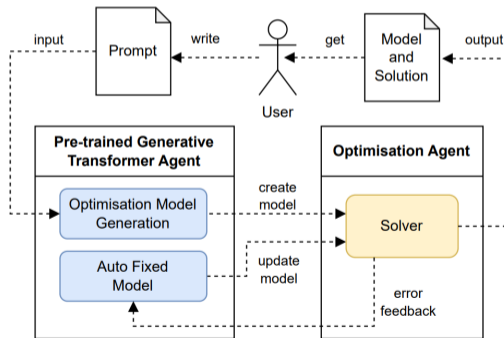 input
Prompt
write
User
get
Model
and
Solution
output
Pre-trained Generative
Transformer Agent
Optimisation Model
Generation
Auto Fixed
Model
create
model
update
model
Optimisation Agent
Solver
error
feedback